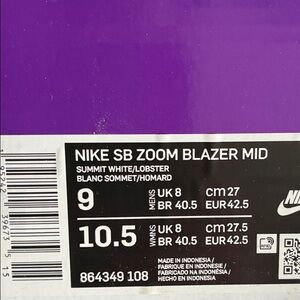 NIKE SB ZOOM BLAZER MID
SUMMIT WHITE/LOBSTER
BLANC SOMMET/HOMARD
9 MENS UK 8 cm 27
BR 40.5 EUR 42.5
10.5 WMNS UK 8 cm 27.5
BR 40.5 EUR 42.5
864349 108
MADE IN INDONESIA /
FABRIQUE EN INDONESIE /
FABRICADO NA INDONÉSIA /
HECHO EN INDONESIA